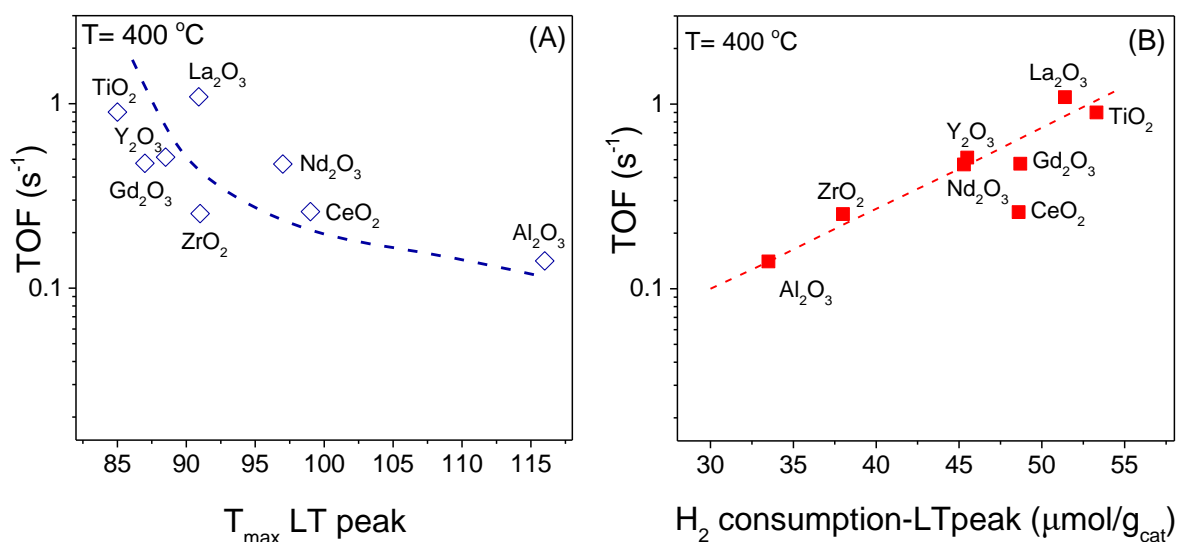 T= 400 °C
(A)
TiO₂
La₂O₃
Y₂O₃
Gd₂O₃
ZrO₂
Nd₂O₃
CeO₂
Al₂O₃
1
0.1
TOF (s⁻¹)
85 90 95 100 105 110 115
T_max LT peak
T= 400 °C
(B)
La₂O₃
TiO₂
Y₂O₃
Gd₂O₃
Nd₂O₃
ZrO₂
CeO₂
Al₂O₃
1
0.1
TOF (s⁻¹)
30 35 40 45 50 55
H₂ consumption-LTpeak (μmol/g_cat)